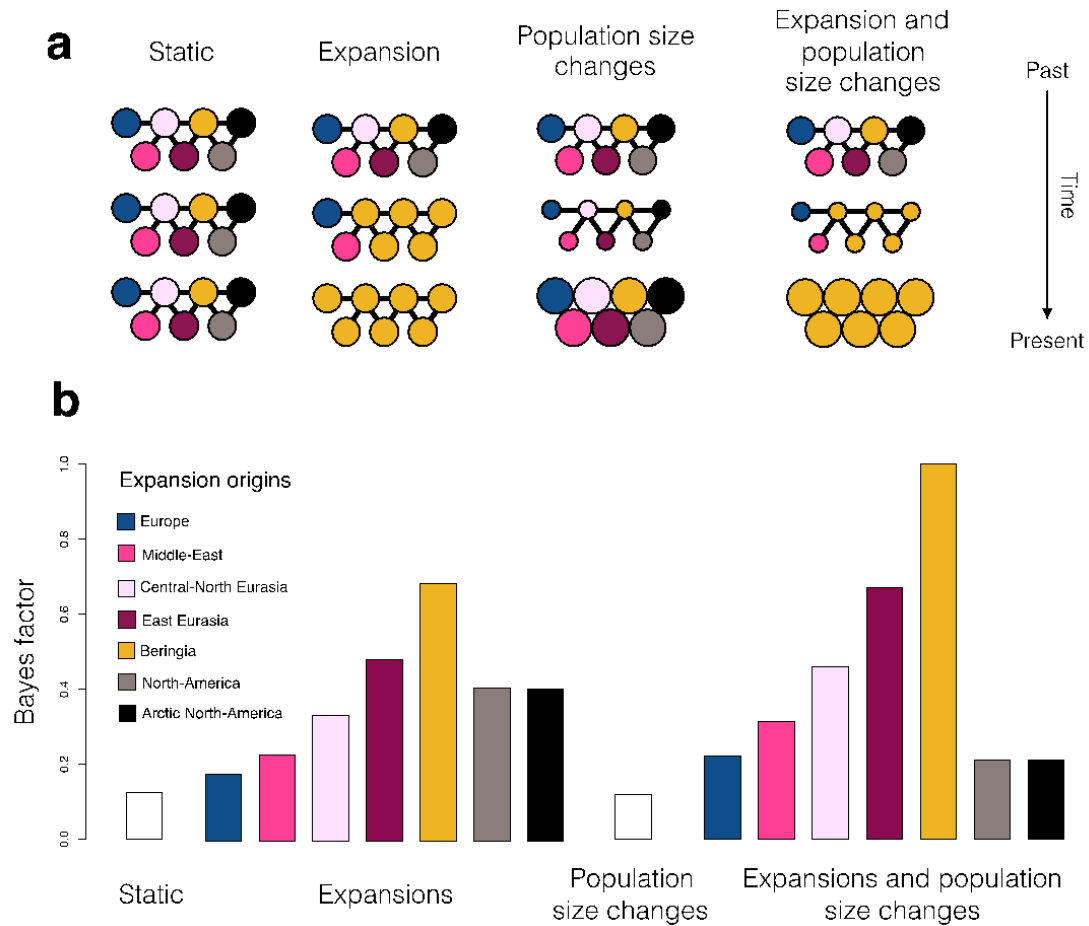 a
Static
Expansion
Population size
changes
Expansion and
population
size changes
Past
Time
Present
b
Bayes factor
1.0
0.8
0.6
0.4
0.2
0.0
Expansion origins
Europe
Middle-East
Central-North Eurasia
East Eurasia
Beringia
North-America
Arctic North-America
Static
Expansions
Population
size changes
Expansions and population
size changes